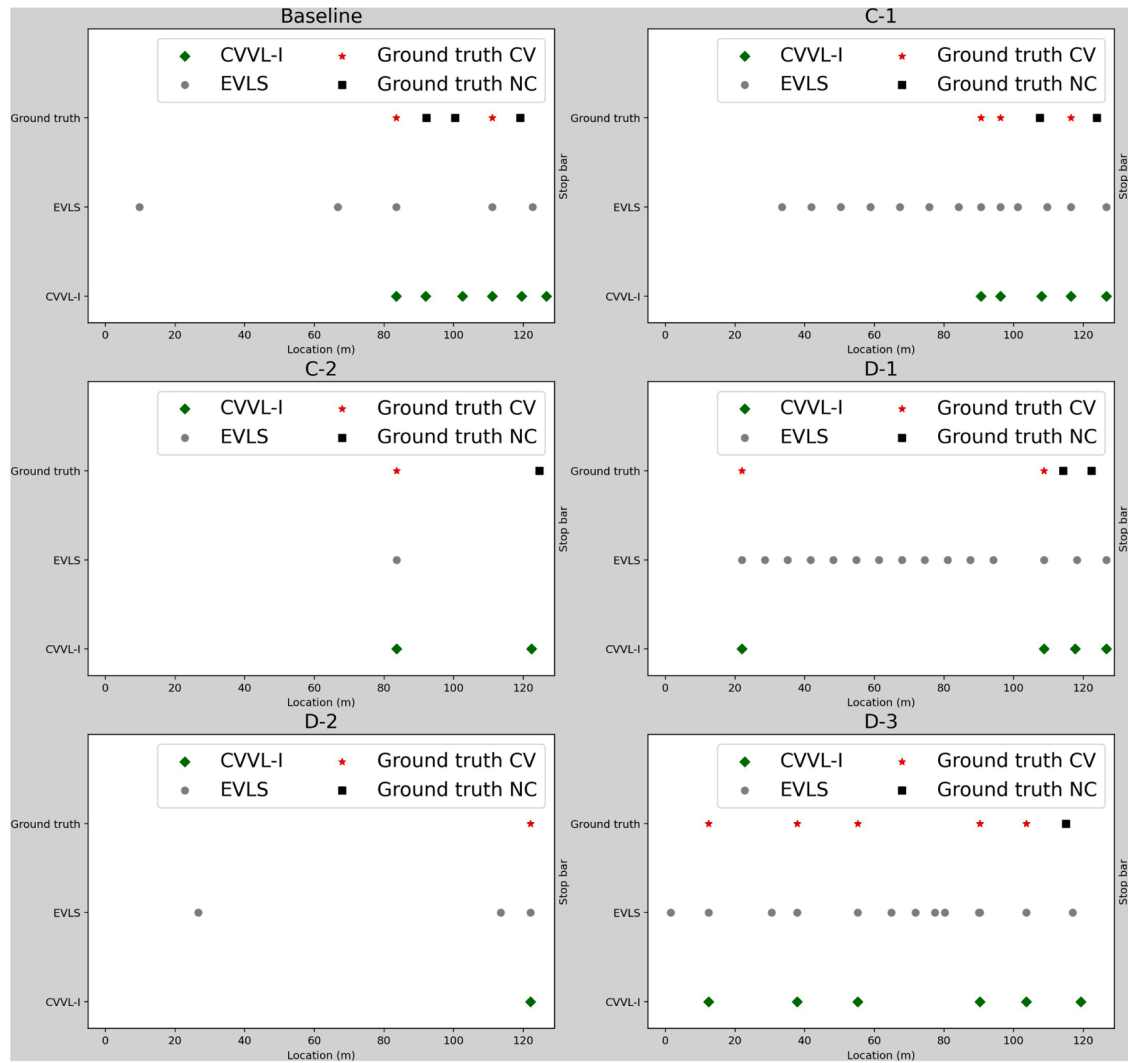 Baseline
CVVL-I Ground truth CV
EVLS Ground truth NC
Ground truth
EVLS
CVVL-I
Stop bar
0 20 40 60 80 100 120
Location (m)
C-1
CVVL-I Ground truth CV
EVLS Ground truth NC
Ground truth
EVLS
CVVL-I
Stop bar
0 20 40 60 80 100 120
Location (m)
C-2
CVVL-I Ground truth CV
EVLS Ground truth NC
Ground truth
EVLS
CVVL-I
Stop bar
0 20 40 60 80 100 120
Location (m)
D-1
CVVL-I Ground truth CV
EVLS Ground truth NC
Ground truth
EVLS
CVVL-I
Stop bar
0 20 40 60 80 100 120
Location (m)
D-2
CVVL-I Ground truth CV
EVLS Ground truth NC
Ground truth
EVLS
CVVL-I
Stop bar
0 20 40 60 80 100 120
Location (m)
D-3
CVVL-I Ground truth CV
EVLS Ground truth NC
Ground truth
EVLS
CVVL-I
Stop bar
0 20 40 60 80 100 120
Location (m)